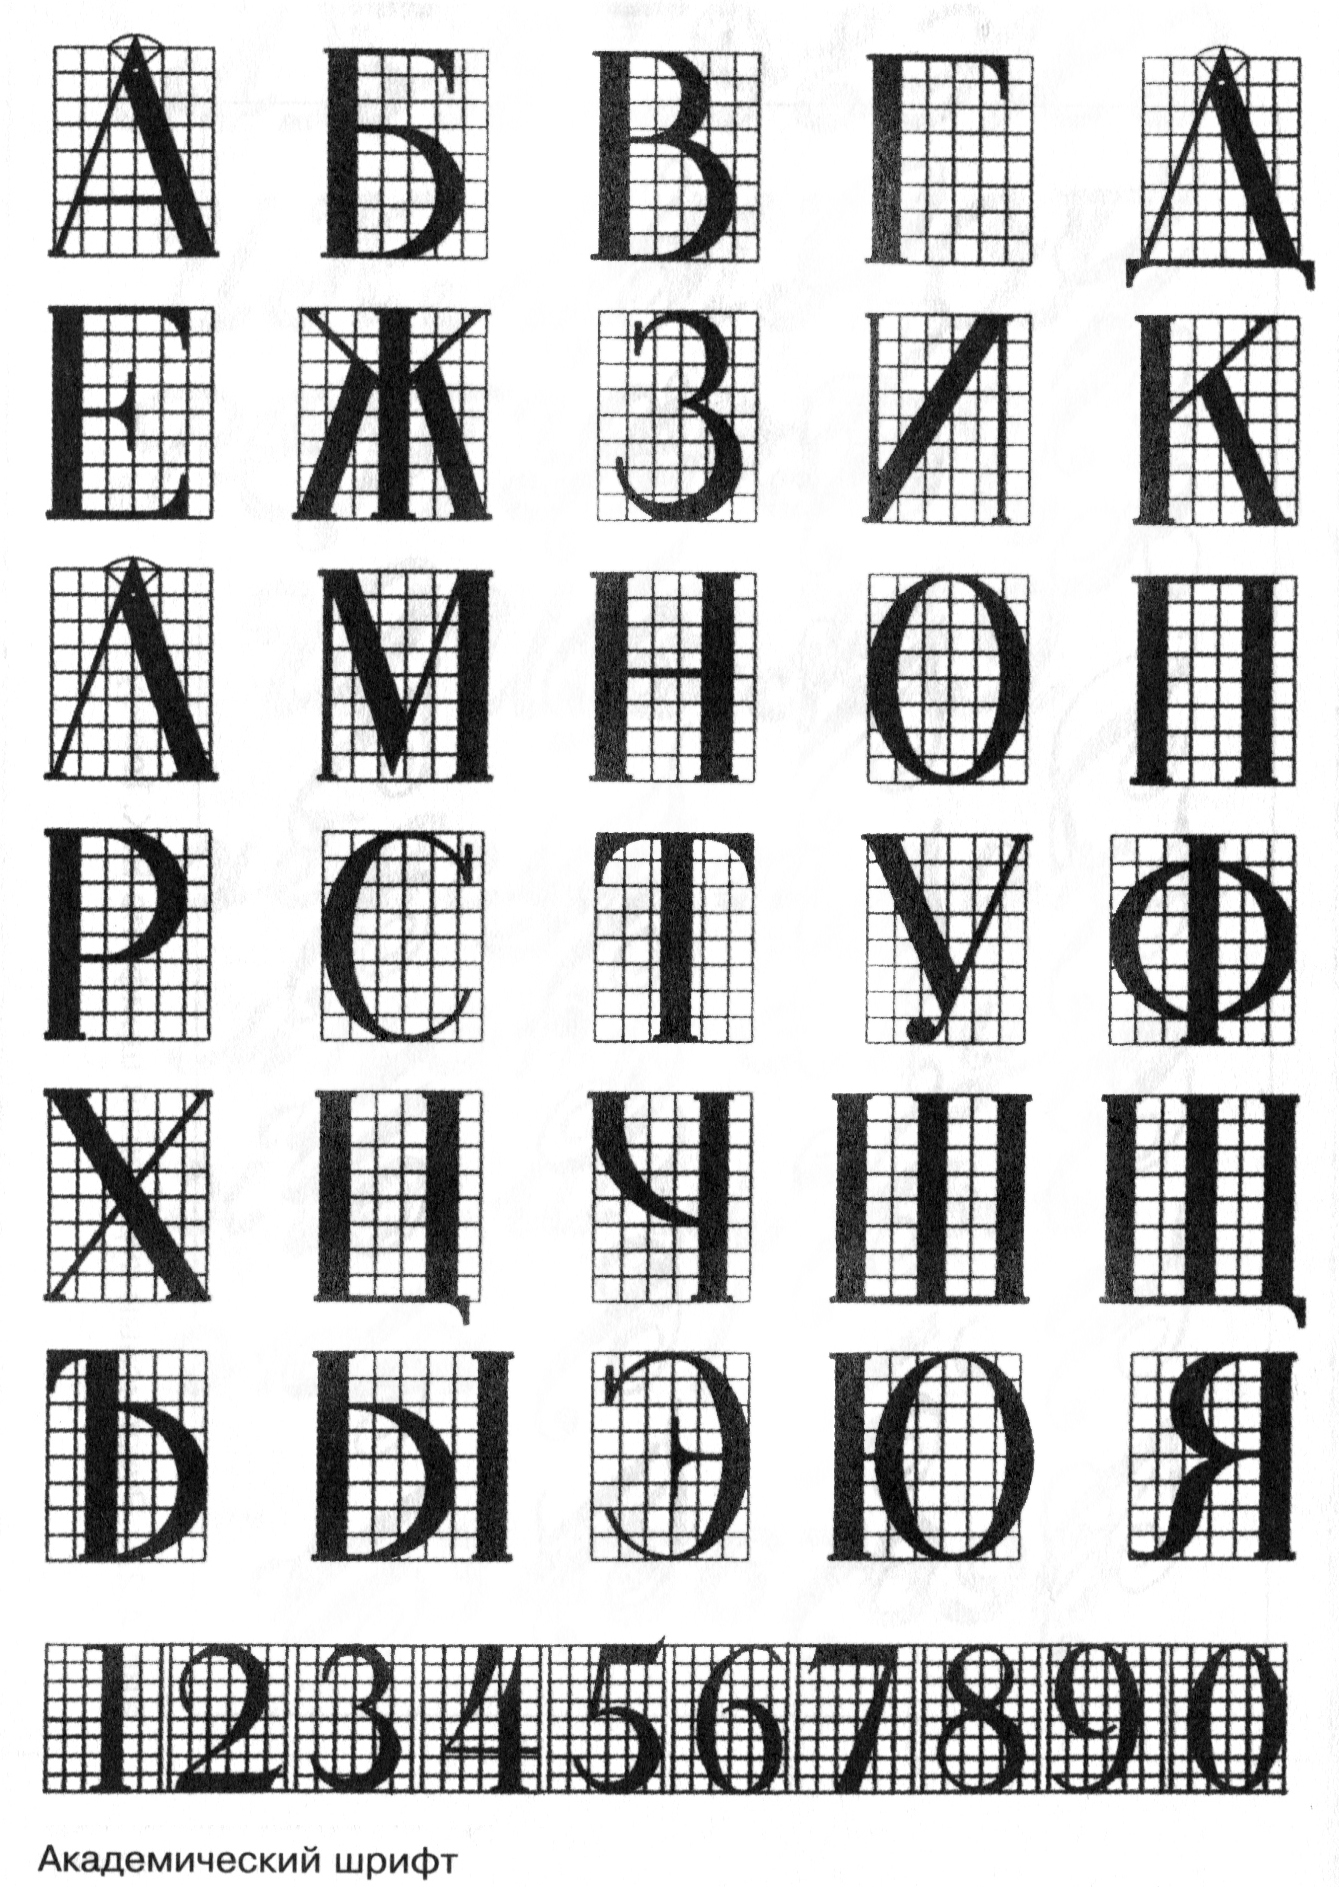 А Б В Г Д
Е Ж З И К
Л М Н О П
Р С Т У Ф
Х Ц Ч Ш Щ
Ъ Ы Э Ю Я
1 2 3 4 5 6 7 8 9 0
Академический шрифт